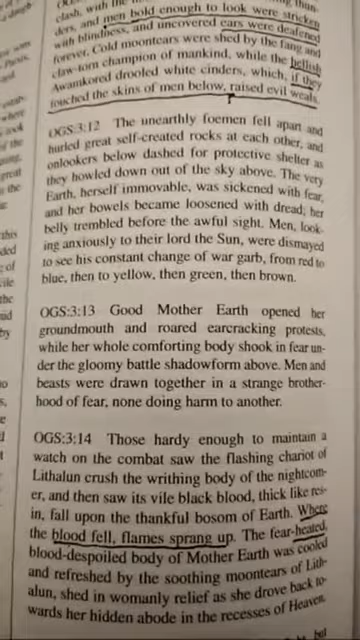 clash, with the
ders, and men bold enough to look were stricken
with blindness, and uncovered ears were deafened
forever. Cold moontears were shed by the fang and
claw-torn champion of mankind, while the hellish
Awamkored drooled white cinders, which, if they
touched the skins of men below, raised evil weals.
OGS:3:12 The unearthly foemen fell apart and
hurled great self-created rocks at each other, and
onlookers below dashed for protective shelter as
they howled down out of the sky above. The very
Earth, herself immovable, was sickened with fear,
and her bowels became loosened with dread; her
belly trembled before the awful sight. Men, look-
ing anxiously to their lord the Sun, were dismayed
to see his constant change of war garb, from red to
blue, then to yellow, then green, then brown.
OGS:3:13 Good Mother Earth opened her
groundmouth and roared earcracking protests,
while her whole comforting body shook in fear un-
der the gloomy battle shadowform above. Men and
beasts were drawn together in a strange brother-
hood of fear, none doing harm to another.
OGS:3:14 Those hardy enough to maintain a
watch on the combat saw the flashing chariot of
Lithalun crush the writhing body of the nightcom-
er, and then saw its vile black blood, thick like res-
in, fall upon the thankful bosom of Earth. Where
the blood fell, flames sprang up. The fear-heated,
blood-despoiled body of Mother Earth was cooled
and refreshed by the soothing moontears of Lith-
alun, shed in womanly relief as she drove back to-
wards her hidden abode in the recesses of Heaven.